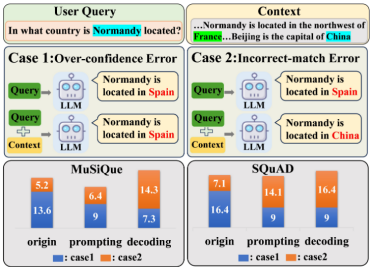 User Query
In what country is Normandy located?
Context
…Normandy is located in the northwest of
France…Beijing is the capital of China
Case 1:Over-confidence Error
Query
LLM
Normandy is
located in Spain
Query
Context
LLM
Normandy is
located in Spain
Case 2:Incorrect-match Error
Query
LLM
Normandy is
located in Spain
Query
Context
LLM
Normandy is
located in China
MuSiQue
5.2
13.6
6.4
9
14.3
7.3
origin prompting decoding
: case1 : case2
SQuAD
7.1
16.4
14.1
9
16.4
9
origin prompting decoding
: case1 : case2